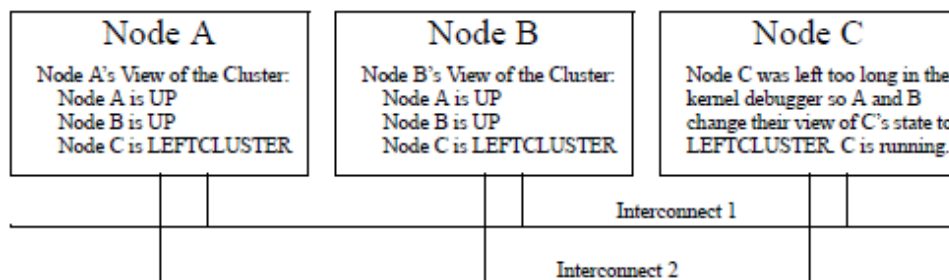 Node A
Node A's View of the Cluster:
Node A is UP
Node B is UP
Node C is LEFTCLUSTER
Node B
Node B's View of the Cluster:
Node A is UP
Node B is UP
Node C is LEFTCLUSTER
Node C
Node C was left too long in the
kernel debugger so A and B
change their view of C's state to
LEFTCLUSTER. C is running.
Interconnect 1
Interconnect 2